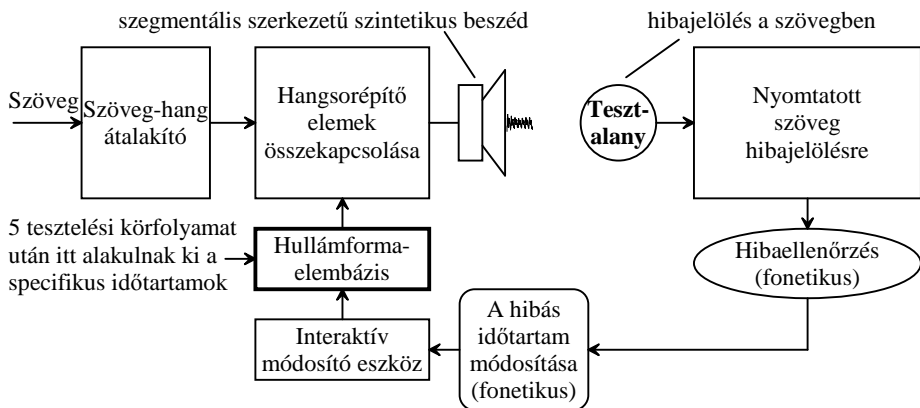 szegmentális szerkezetű szintetikus beszéd
hibajelölés a szövegben
Szöveg
Szöveg-hang
átalakító
Hangsorépítő
elemek
összekapcsolása
Teszt-
alany
Nyomtatott
szöveg
hibajelölésre
5 tesztelési körfolyamat
után itt alakulnak ki a
specifikus időtartamok
Hullámforma-
elembázis
Hibaellenőrzés
(fonetikus)
Interaktív
módosító eszköz
A hibás
időtartam
módosítása
(fonetikus)